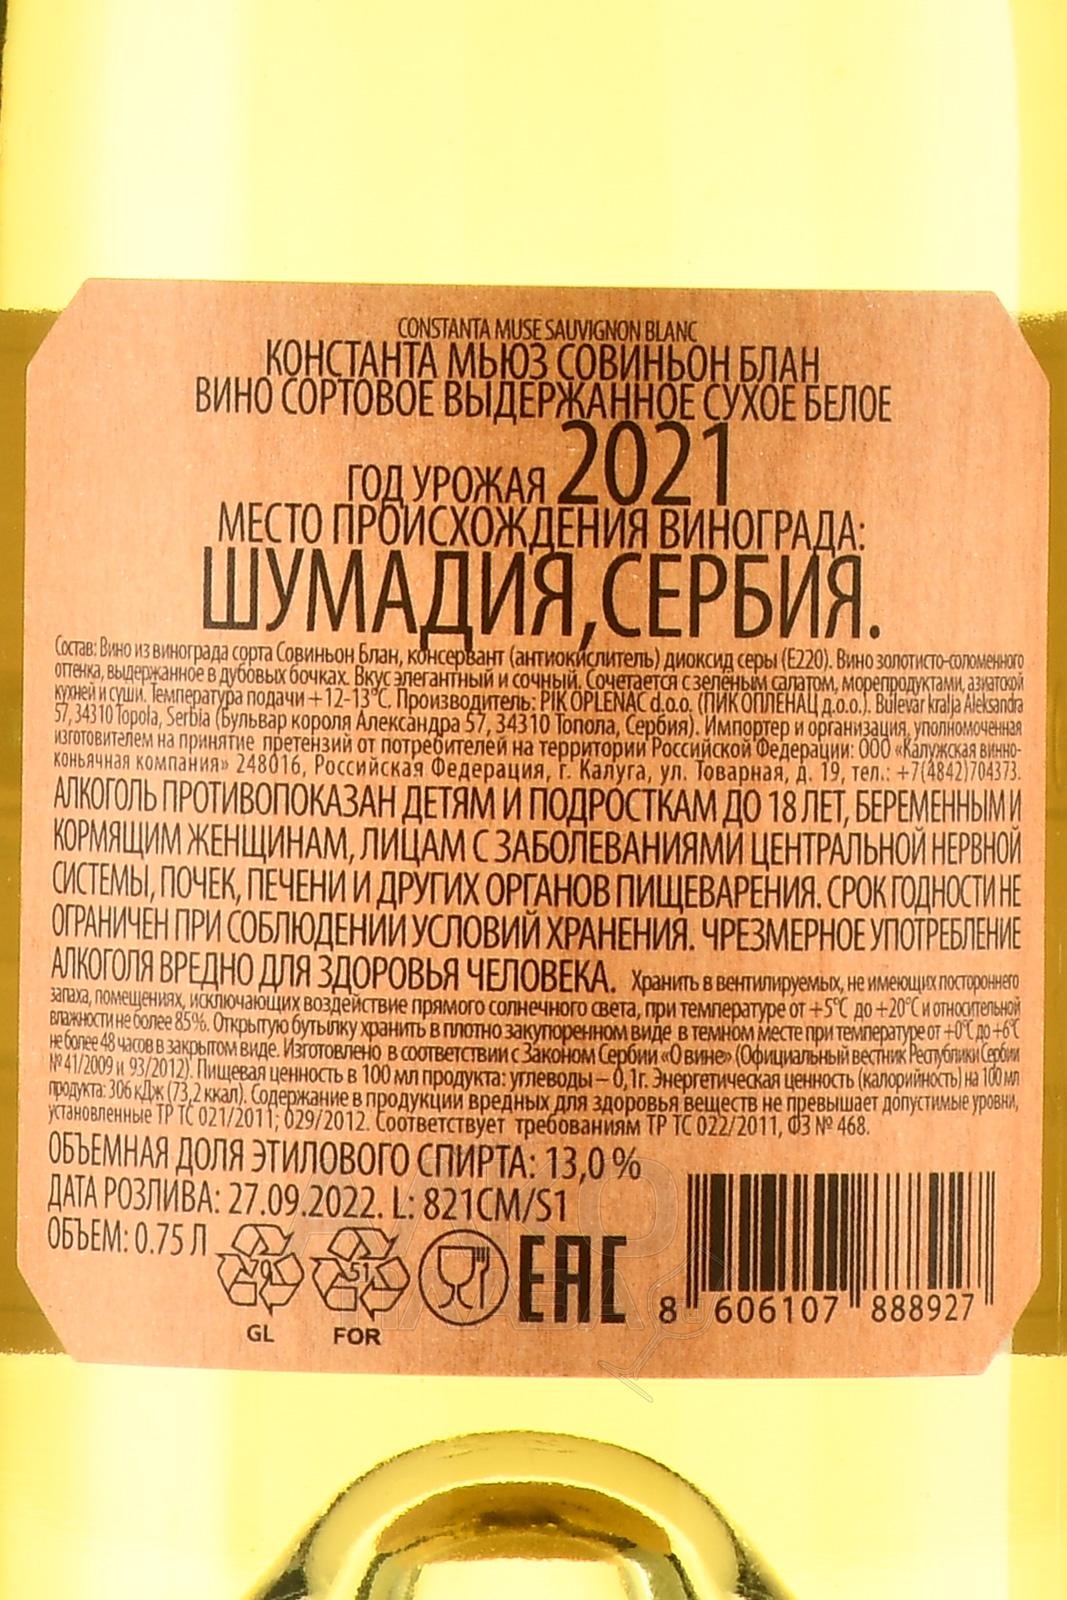 CONSTANTA MUSE SAUVIGNON BLANC
КОНСТАНТА МЬЮЗ СОВИНЬОН БЛАН
ВИНО СОРТОВОЕ ВЫДЕРЖАННОЕ СУХОЕ БЕЛОЕ
ГОД УРОЖАЯ 2021
МЕСТО ПРОИСХОЖДЕНИЯ ВИНОГРАДА:
ШУМАДИЯ,СЕРБИЯ.
Состав: Вино из винограда сорта Совиньон Блан, консервант (антиокислитель) диоксид серы (Е220). Вино золотисто-соломенного
оттенка, выдержанное в дубовых бочках. Вкус элегантный и сочный. Сочетается с зелёным салатом, морепродуктами, азиатской
кухней и суши. Температура подачи +12-13°С. Производитель: PIK OPLENAC d.o.o. (ПИК ОПЛЕНАЦ д.о.о.). Bulevar kralja Aleksandra
57, 34310 Topola, Serbia (Бульвар короля Александра 57, 34310 Топола, Сербия). Импортер и организация, уполномоченная
изготовителем на принятие претензий от потребителей на территории Российской Федерации: ООО «Калужская винно-
коньячная компания» 248016, Российская Федерация, г. Калуга, ул. Товарная, д. 19, тел.: +7(4842)704373.
АЛКОГОЛЬ ПРОТИВОПОКАЗАН ДЕТЯМ И ПОДРОСТКАМ ДО 18 ЛЕТ, БЕРЕМЕННЫМ И
КОРМЯЩИМ ЖЕНЩИНАМ, ЛИЦАМ С ЗАБОЛЕВАНИЯМИ ЦЕНТРАЛЬНОЙ НЕРВНОЙ
СИСТЕМЫ, ПОЧЕК, ПЕЧЕНИ И ДРУГИХ ОРГАНОВ ПИЩЕВАРЕНИЯ. СРОК ГОДНОСТИ НЕ
ОГРАНИЧЕН ПРИ СОБЛЮДЕНИИ УСЛОВИЙ ХРАНЕНИЯ. ЧРЕЗМЕРНОЕ УПОТРЕБЛЕНИЕ
АЛКОГОЛЯ ВРЕДНО ДЛЯ ЗДОРОВЬЯ ЧЕЛОВЕКА. Хранить в вентилируемых, не имеющих постороннего
запаха, помещениях, исключающих воздействие прямого солнечного света, при температуре от +5°С до +20°С и относительной
влажности не более 85%. Открытую бутылку хранить в плотно закупоренном виде в темном месте при температуре от +0°С до +6°С
не более 48 часов в закрытом виде. Изготовлено в соответствии с Законом Сербии «О вине» (Официальный вестник Республики Сербии
№ 41/2009 и 93/2012). Пищевая ценность в 100 мл продукта: углеводы – 0,1г. Энергетическая ценность (калорийность) на 100 мл
продукта: 306 кДж (73,2 ккал). Содержание в продукции вредных для здоровья веществ не превышает допустимые уровни,
установленные ТР ТС 021/2011; 029/2012. Соответствует требованиям ТР ТС 022/2011, ФЗ № 468.
ОБЪЕМНАЯ ДОЛЯ ЭТИЛОВОГО СПИРТА: 13,0 %
ДАТА РОЗЛИВА: 27.09.2022. L: 821CM/S1
ОБЪЕМ: 0.75 Л
70 51 EAC
GL FOR
8 606107 888927